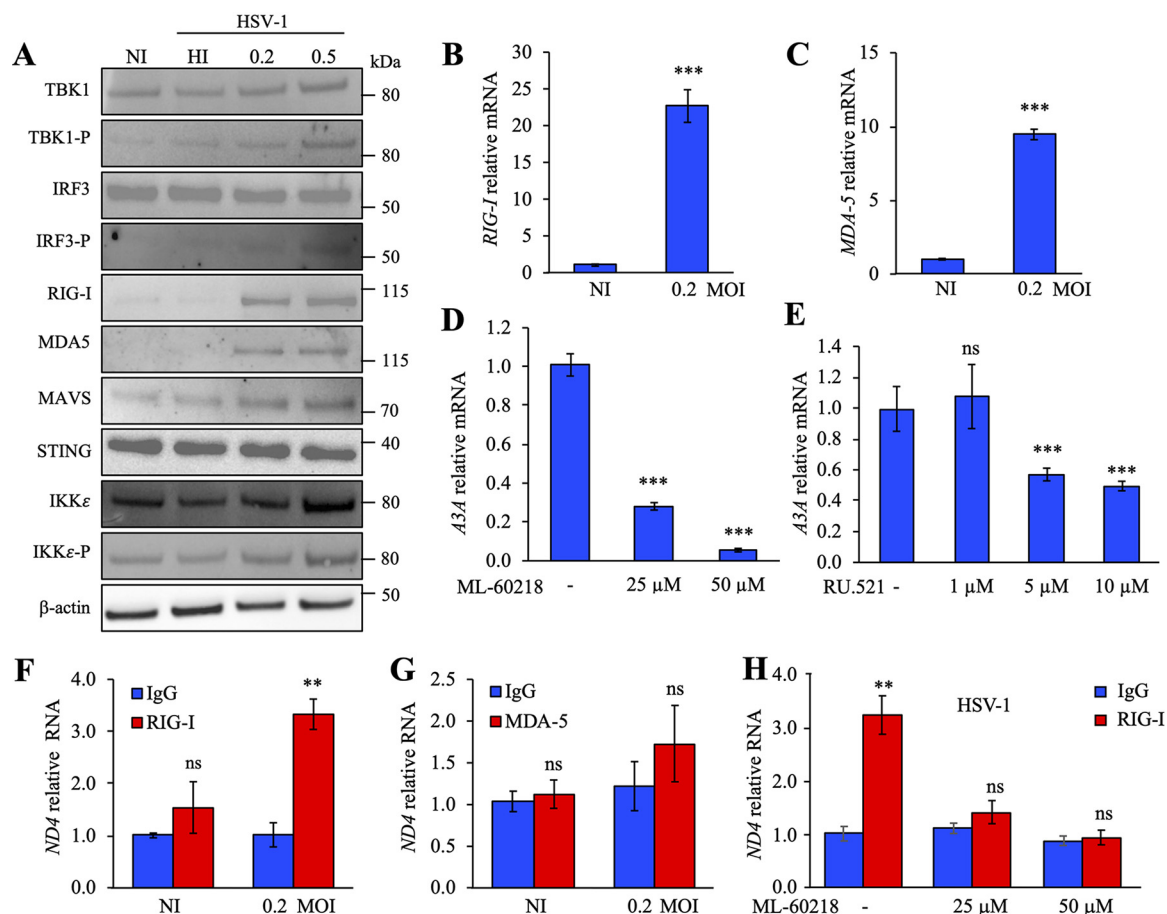 HSV-1
A
NI HI 0.2 0.5 kDa
TBK1
80
TBK1-P
80
IRF3
50
IRF3-P
50
RIG-I
115
MDA5
115
MAVS
70
STING
40
IKKε
80
IKKε-P
80
β-actin
50
B
RIG-I relative mRNA
30
25
20
15
10
5
0
***
NI 0.2 MOI
C
MDA-5 relative mRNA
15
10
5
0
***
NI 0.2 MOI
D
A3A relative mRNA
1.2
1.0
0.8
0.6
0.4
0.2
0.0
***
***
ML-60218 - 25 µM 50 µM
E
A3A relative mRNA
1.4
1.2
1.0
0.8
0.6
0.4
0.2
0.0
ns
***
***
RU.521 - 1 µM 5 µM 10 µM
F
ND4 relative RNA
4.0
3.0
2.0
1.0
0.0
IgG
RIG-I
ns
**
NI 0.2 MOI
G
ND4 relative RNA
2.5
2.0
1.5
1.0
0.5
0.0
IgG
MDA-5
ns
ns
NI 0.2 MOI
H
ND4 relative RNA
4.0
3.0
2.0
1.0
0.0
**
HSV-1
IgG
RIG-I
ns
ns
ML-60218 - 25 µM 50 µM